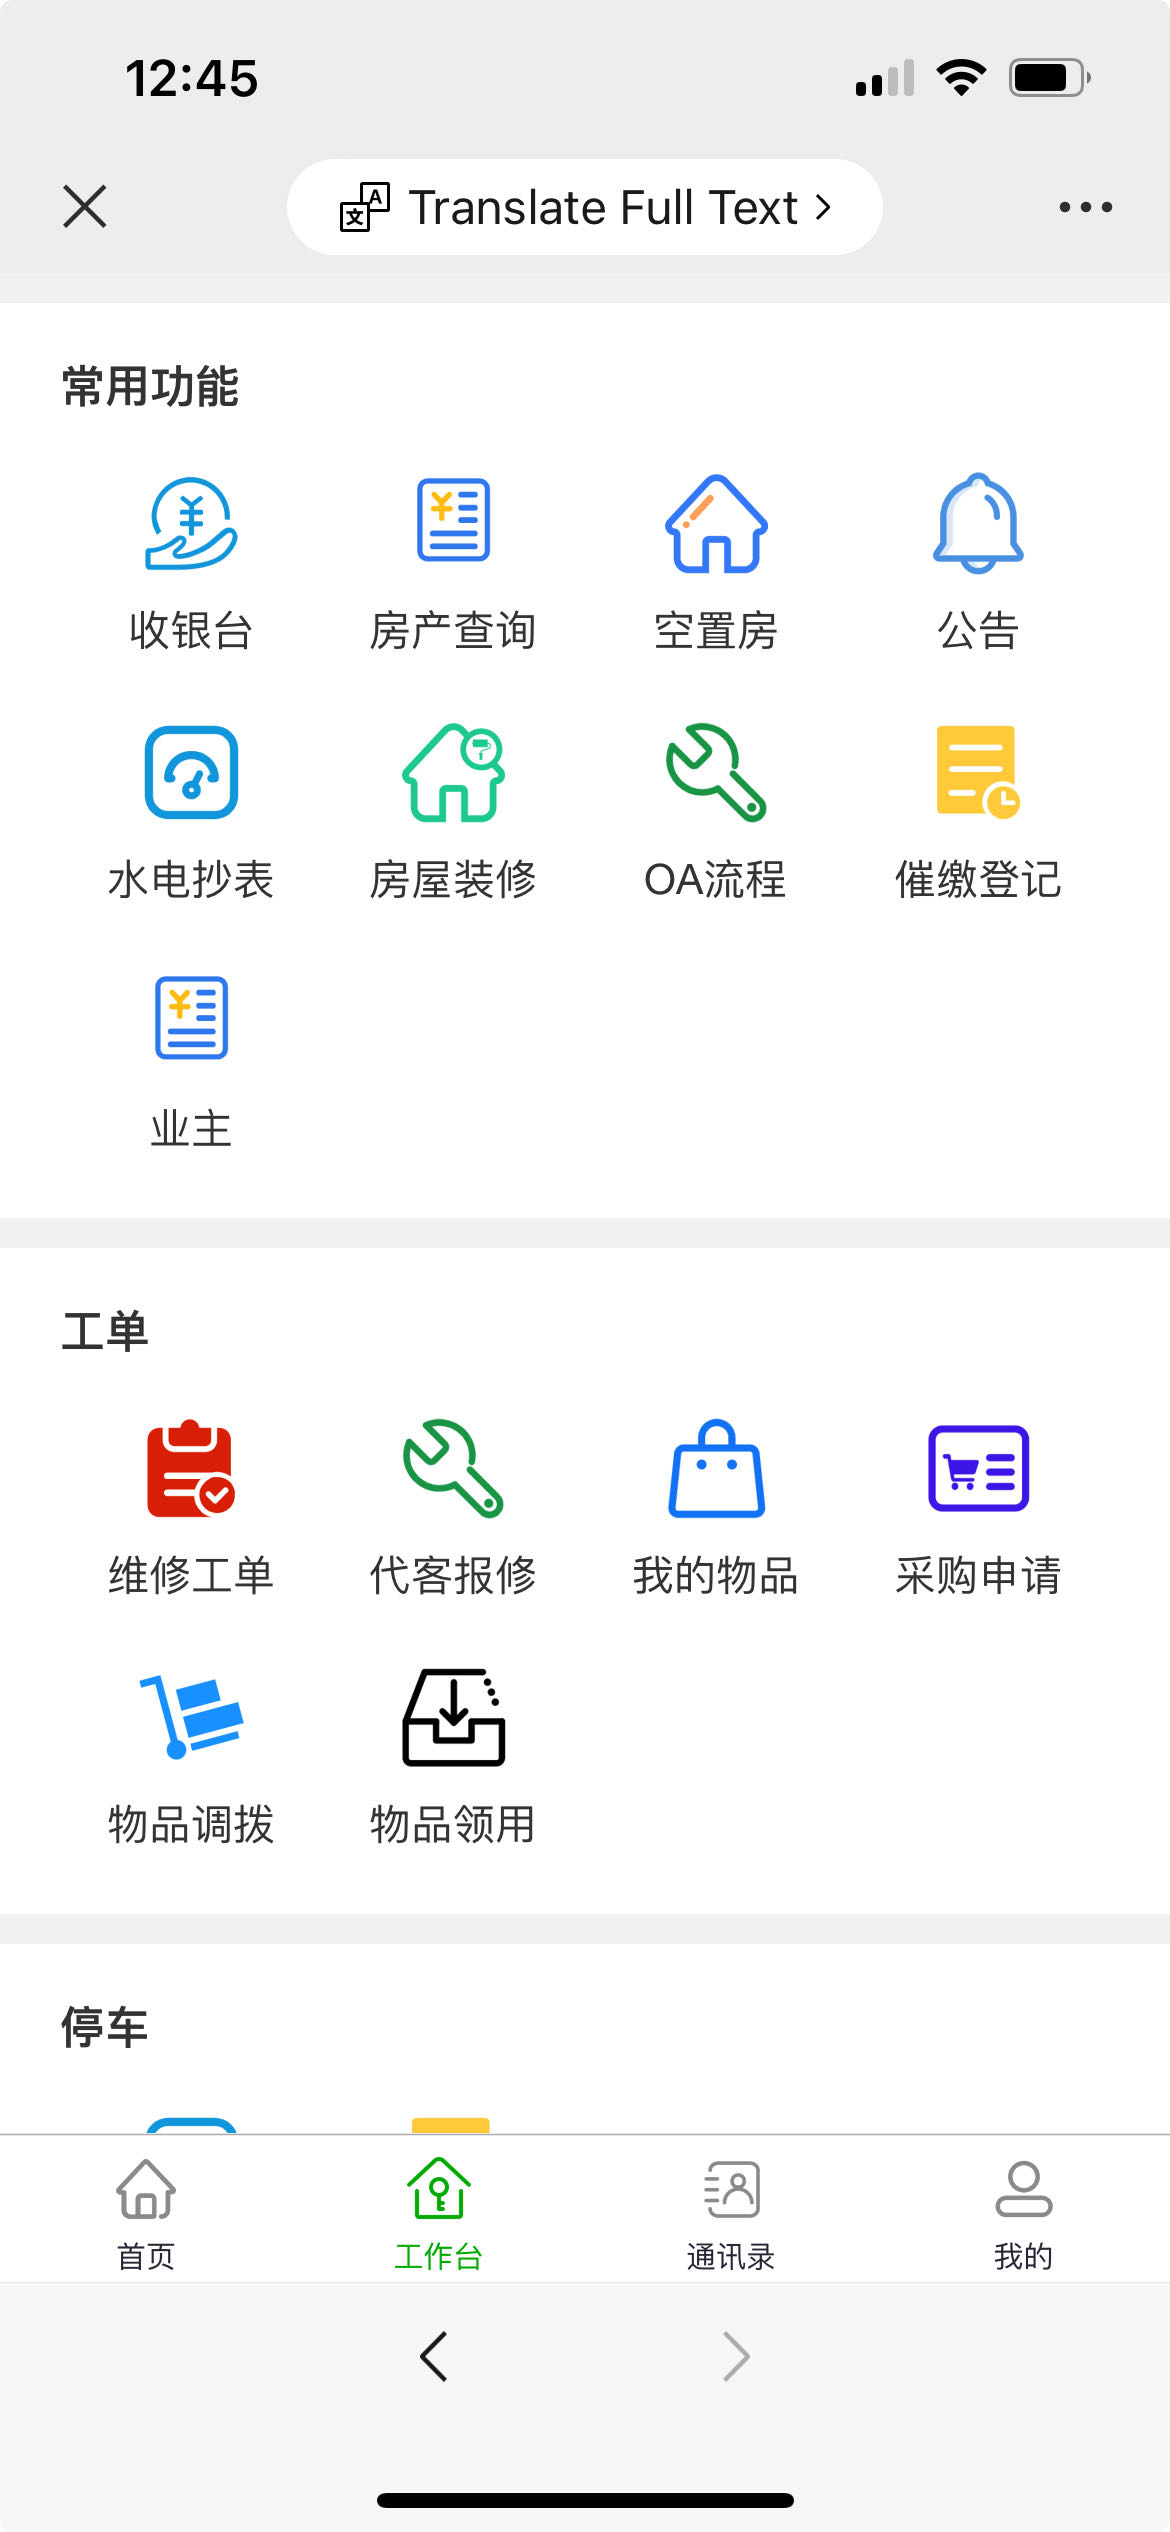 12:45
Translate Full Text
常用功能
收银台 房产查询 空置房 公告
水电抄表 房屋装修 OA流程 催缴登记
业主
工单
维修工单 代客报修 我的物品 采购申请
物品调拨 物品领用
停车
首页 工作台 通讯录 我的